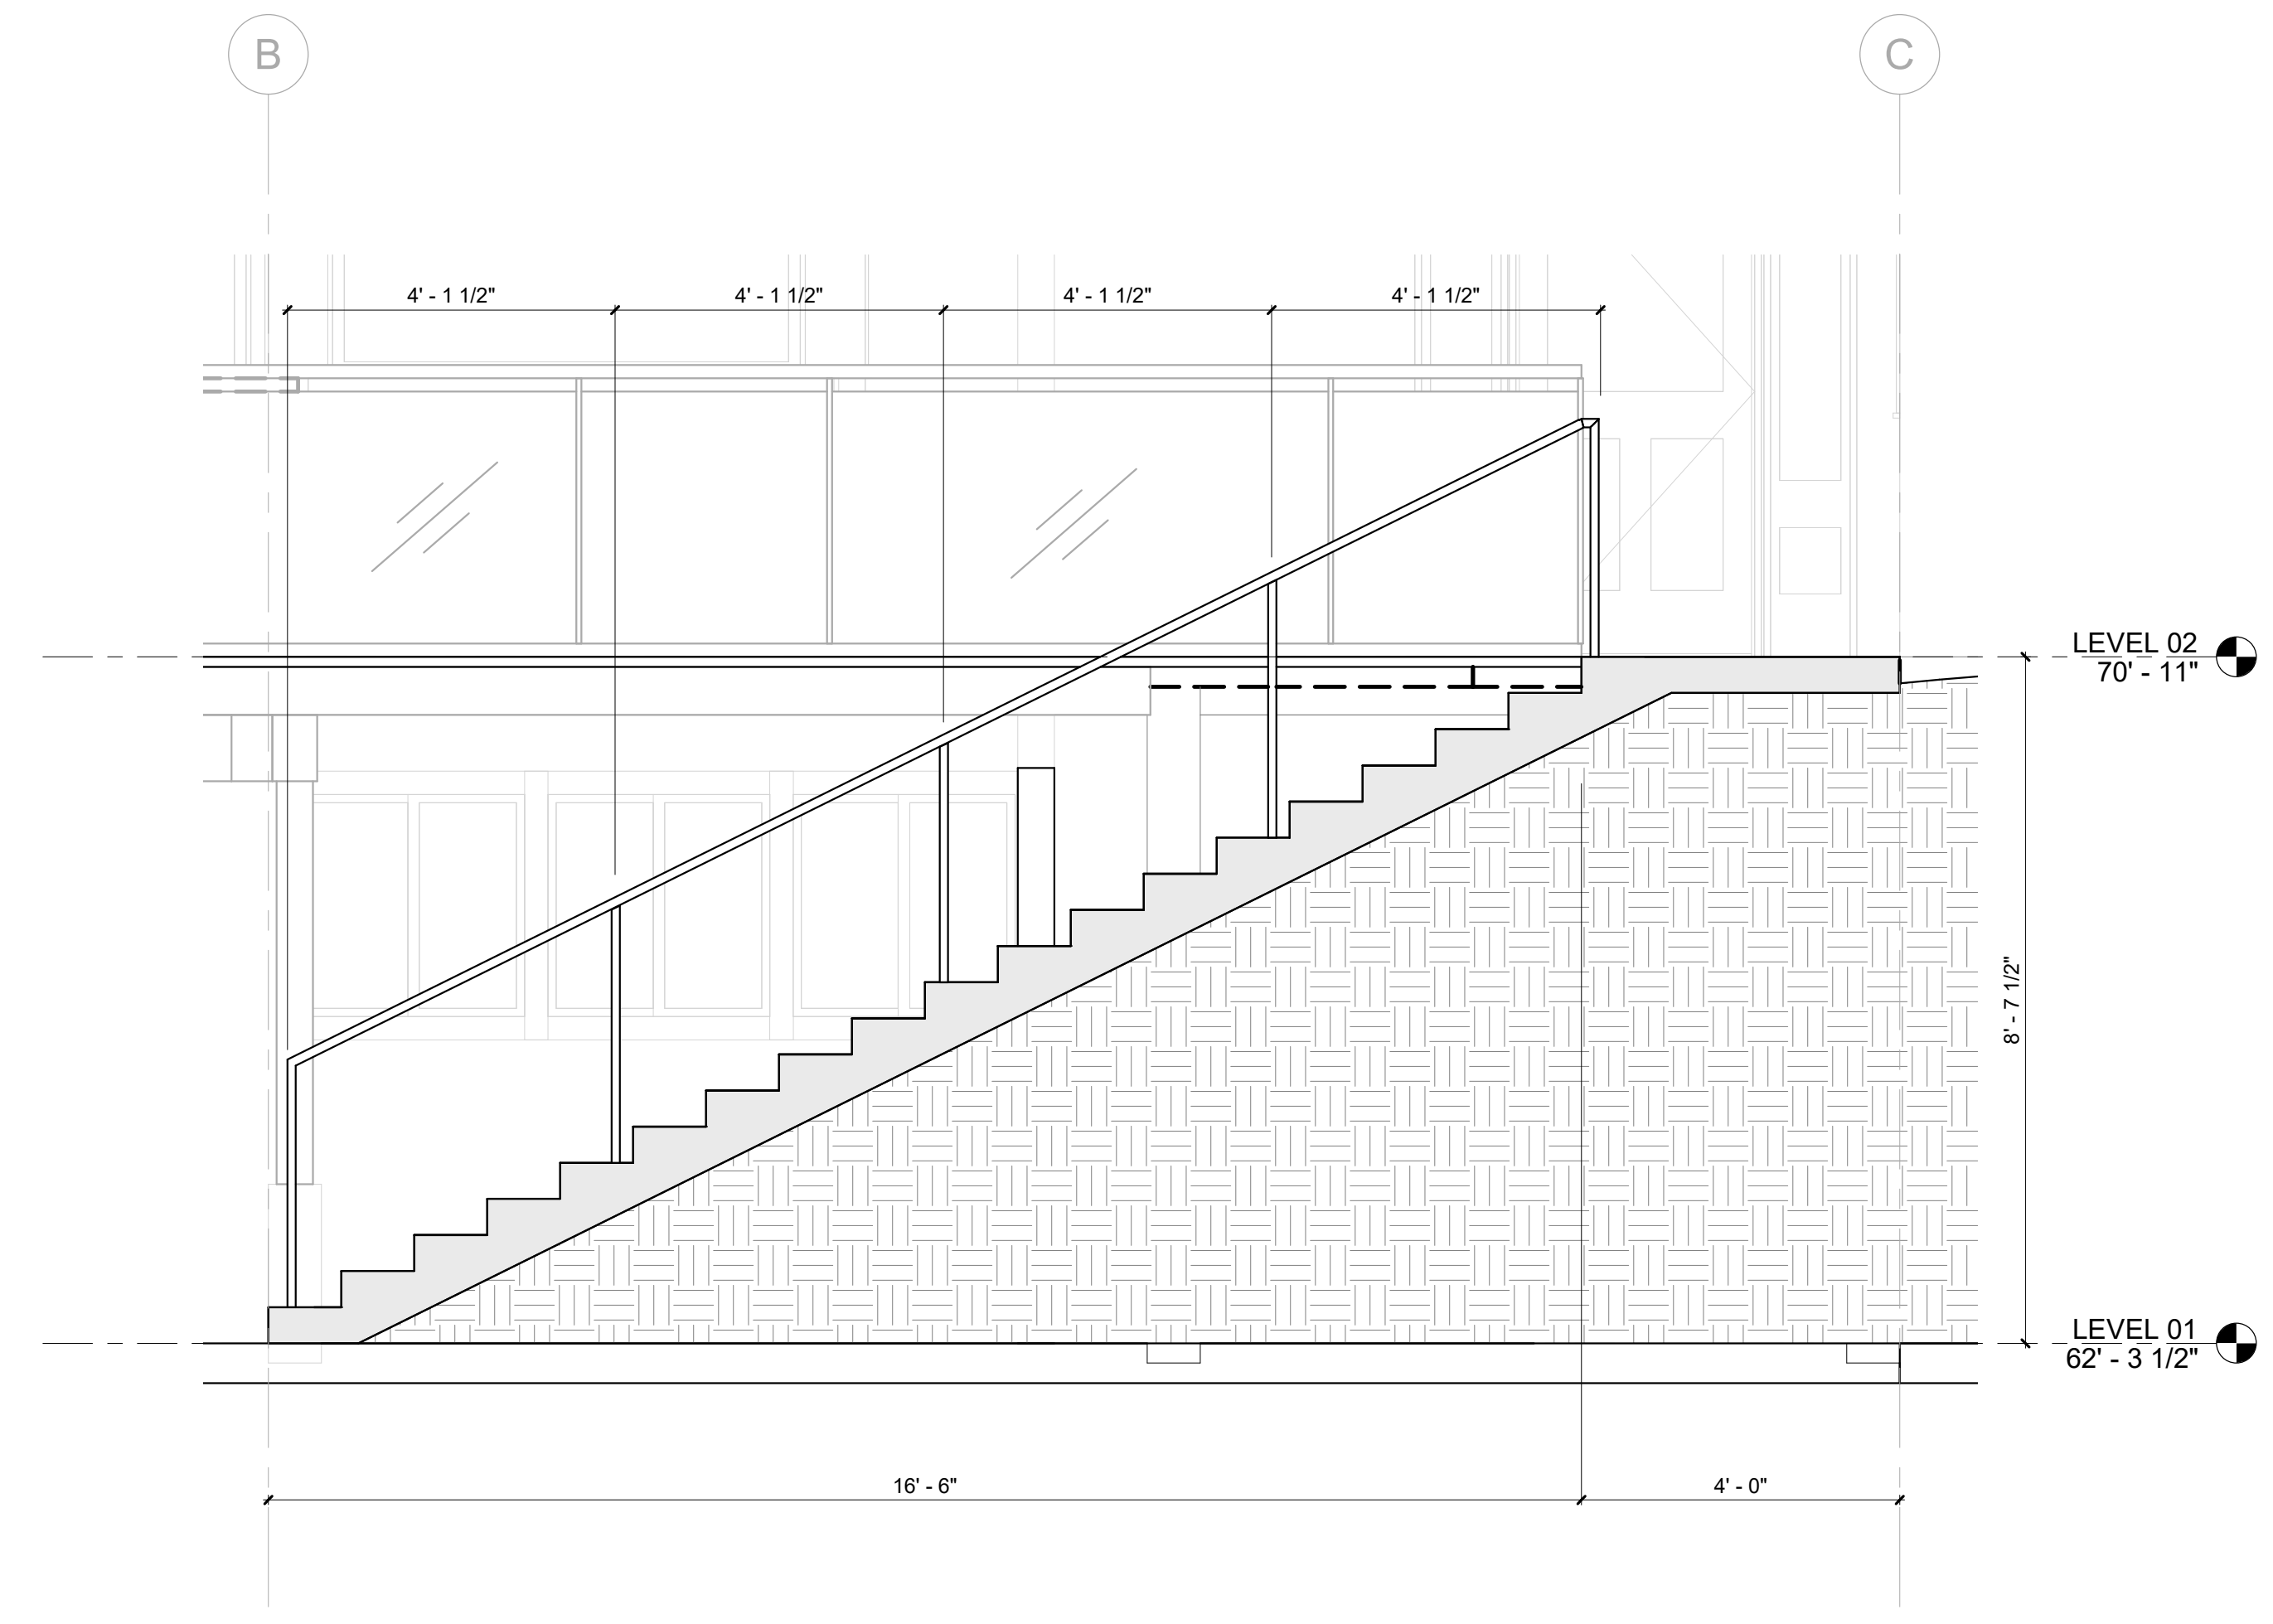 B
C
4' - 1 1/2"
4' - 1 1/2"
4' - 1 1/2"
4' - 1 1/2"
LEVEL 02
70' - 11"
8' - 7 1/2"
LEVEL 01
62' - 3 1/2"
16' - 6"
4' - 0"